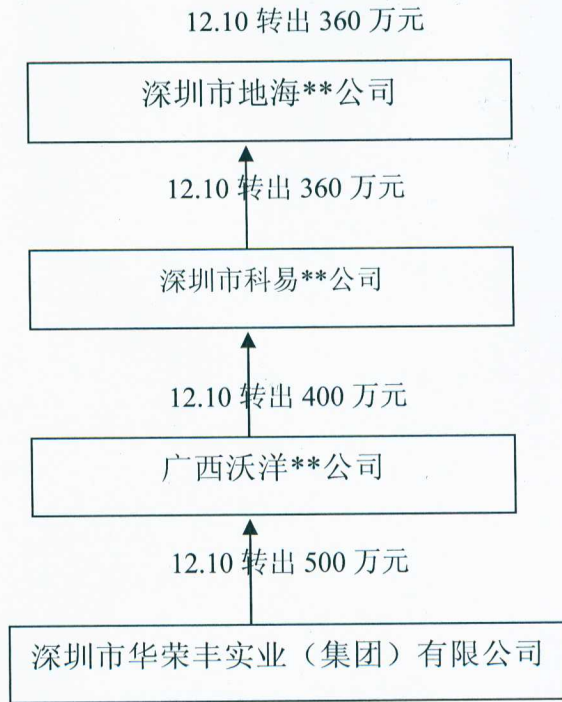 12.10 转出 360 万元
深圳市地海**公司
12.10 转出 360 万元
深圳市科易**公司
12.10 转出 400 万元
广西沃洋**公司
12.10 转出 500 万元
深圳市华荣丰实业（集团）有限公司